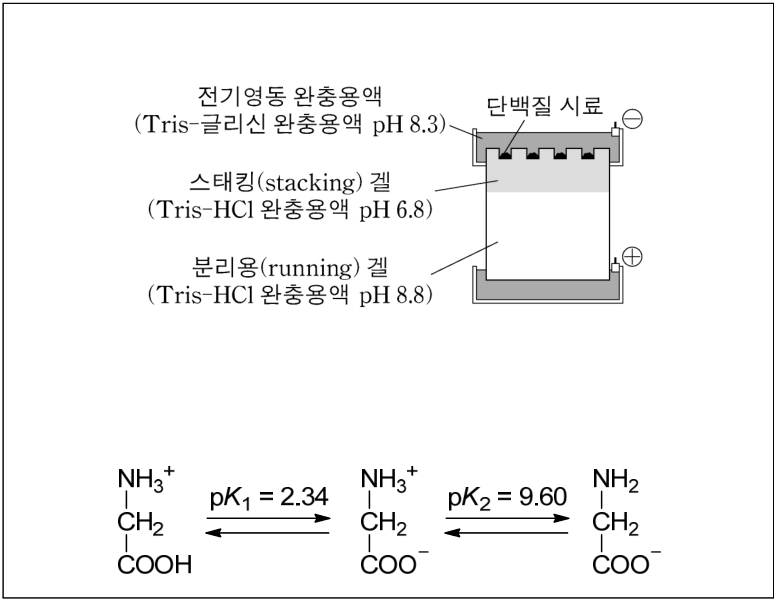 전기영동 완충용액
(Tris-글리신 완충용액 pH 8.3)
단백질 시료
⊖
스태킹(stacking) 겔
(Tris-HCl 완충용액 pH 6.8)
분리용(running) 겔
(Tris-HCl 완충용액 pH 8.8)
⊕
NH₃⁺ pK₁ = 2.34 NH₃⁺ pK₂ = 9.60 NH₂
CH₂ CH₂ CH₂
COOH COO⁻ COO⁻